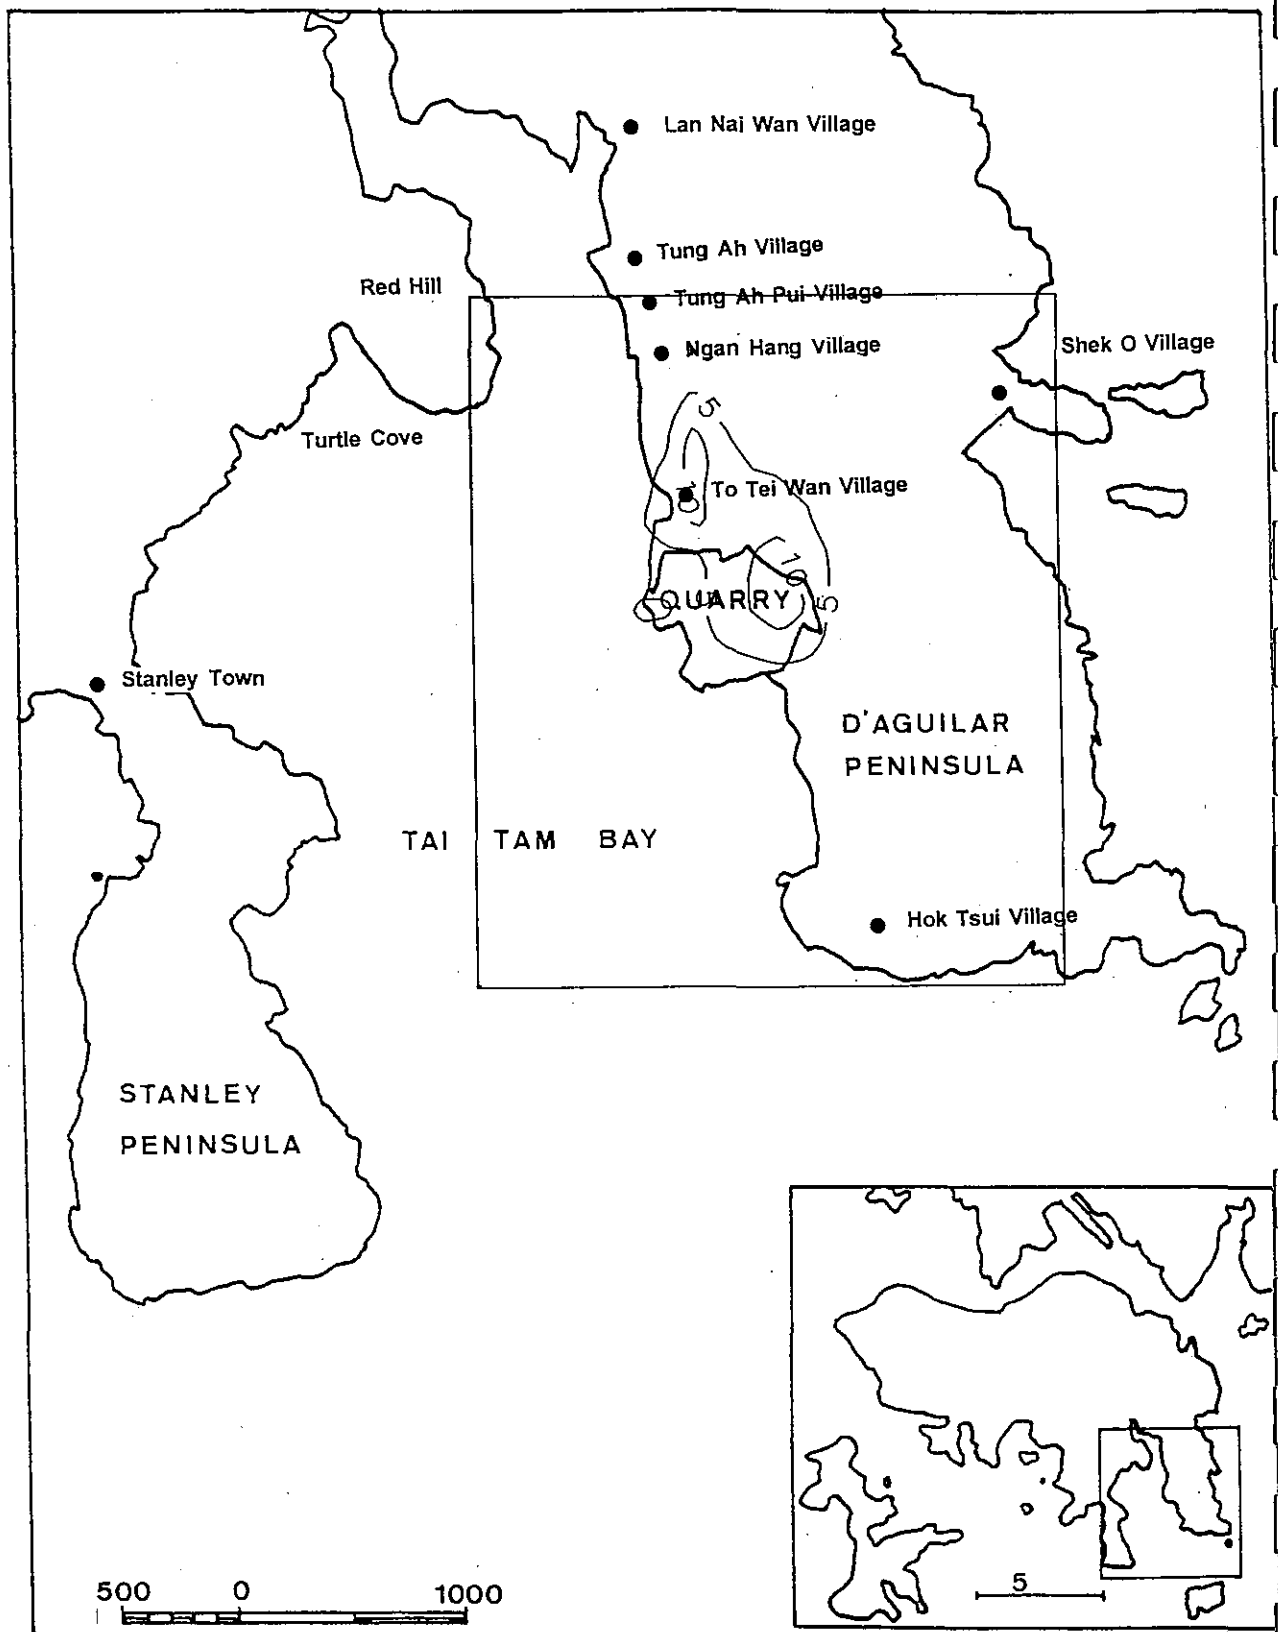 Lan Nai Wan Village
Tung Ah Village
Red Hill
Tung Ah Pui Village
Ngan Hang Village
Shek O Village
5
Turtle Cove
10
To Tei Wan Village
10
QUARRY
5
Stanley Town
D'AGUILAR
PENINSULA
TAI TAM BAY
Hok Tsui Village
STANLEY
PENINSULA
5
500 0 1000